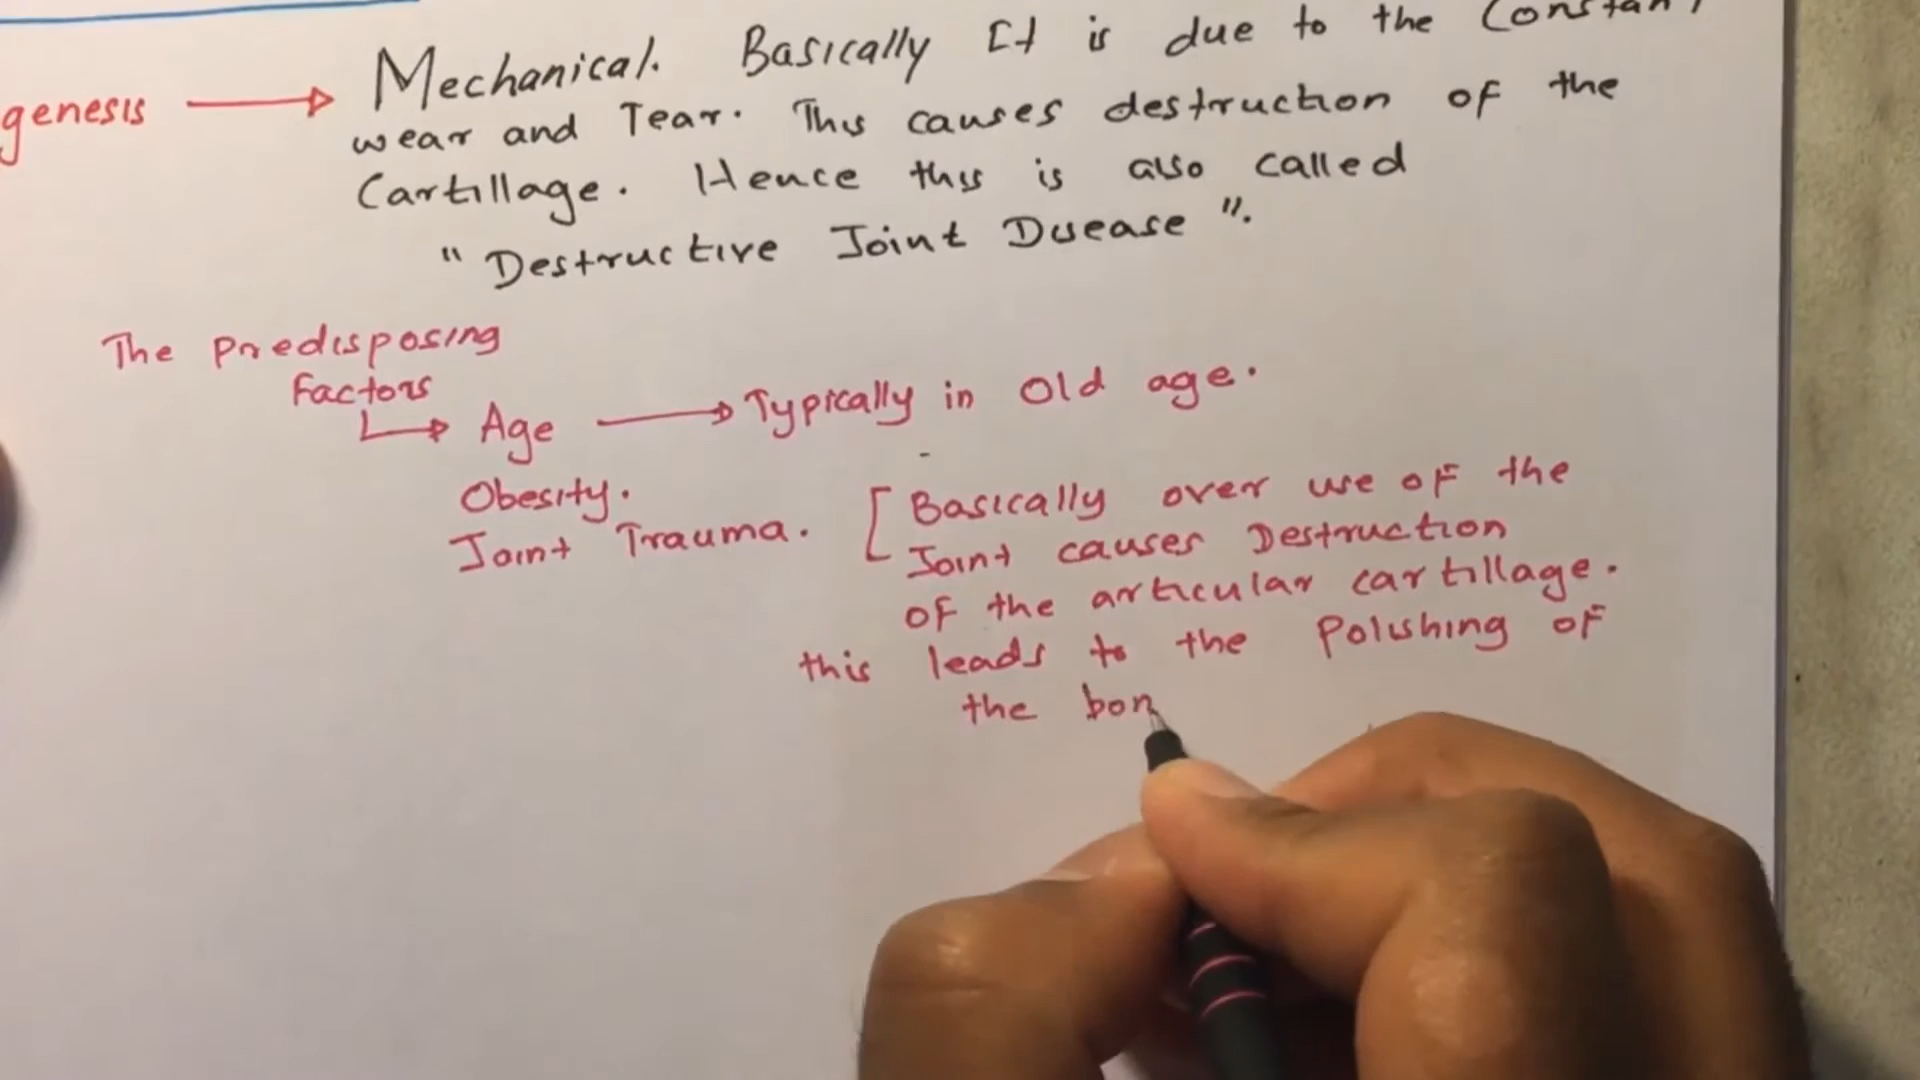 Mechanical. Basically It is due to the Constant
genesis
wear and Tear. This causes destruction of the
Cartillage. Hence this is also called
" Destructive Joint Disease ".
The Predisposing
Factors
Age Typically in Old age.
Obesity.
Joint Trauma. [ Basically over use of the
Joint causes Destruction
of the articular cartillage.
this leads to the Polishing of
the bon